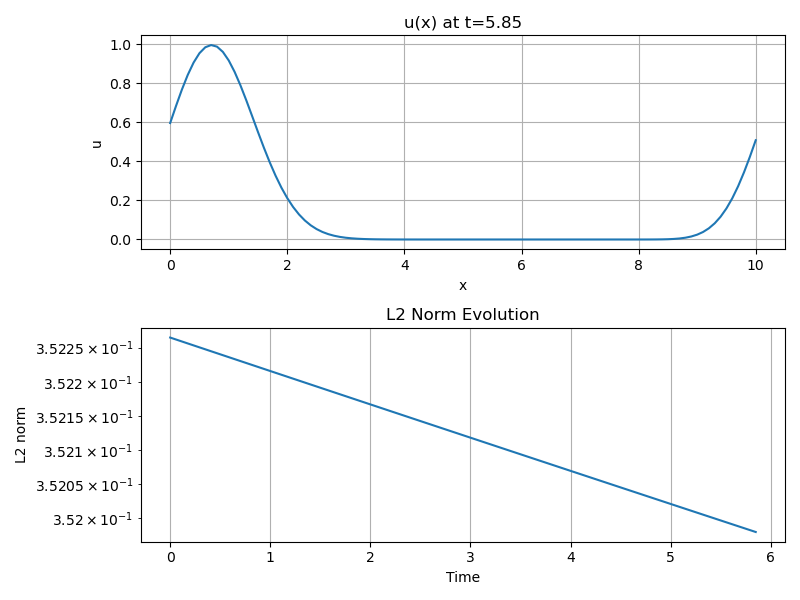 u(x) at t=5.85
1.0
0.8
0.6
0.4
0.2
0.0
u
0 2 4 6 8 10
x
L2 Norm Evolution
3.5225 × 10⁻¹
3.522 × 10⁻¹
3.5215 × 10⁻¹
3.521 × 10⁻¹
3.5205 × 10⁻¹
3.52 × 10⁻¹
L2 norm
0 1 2 3 4 5 6
Time